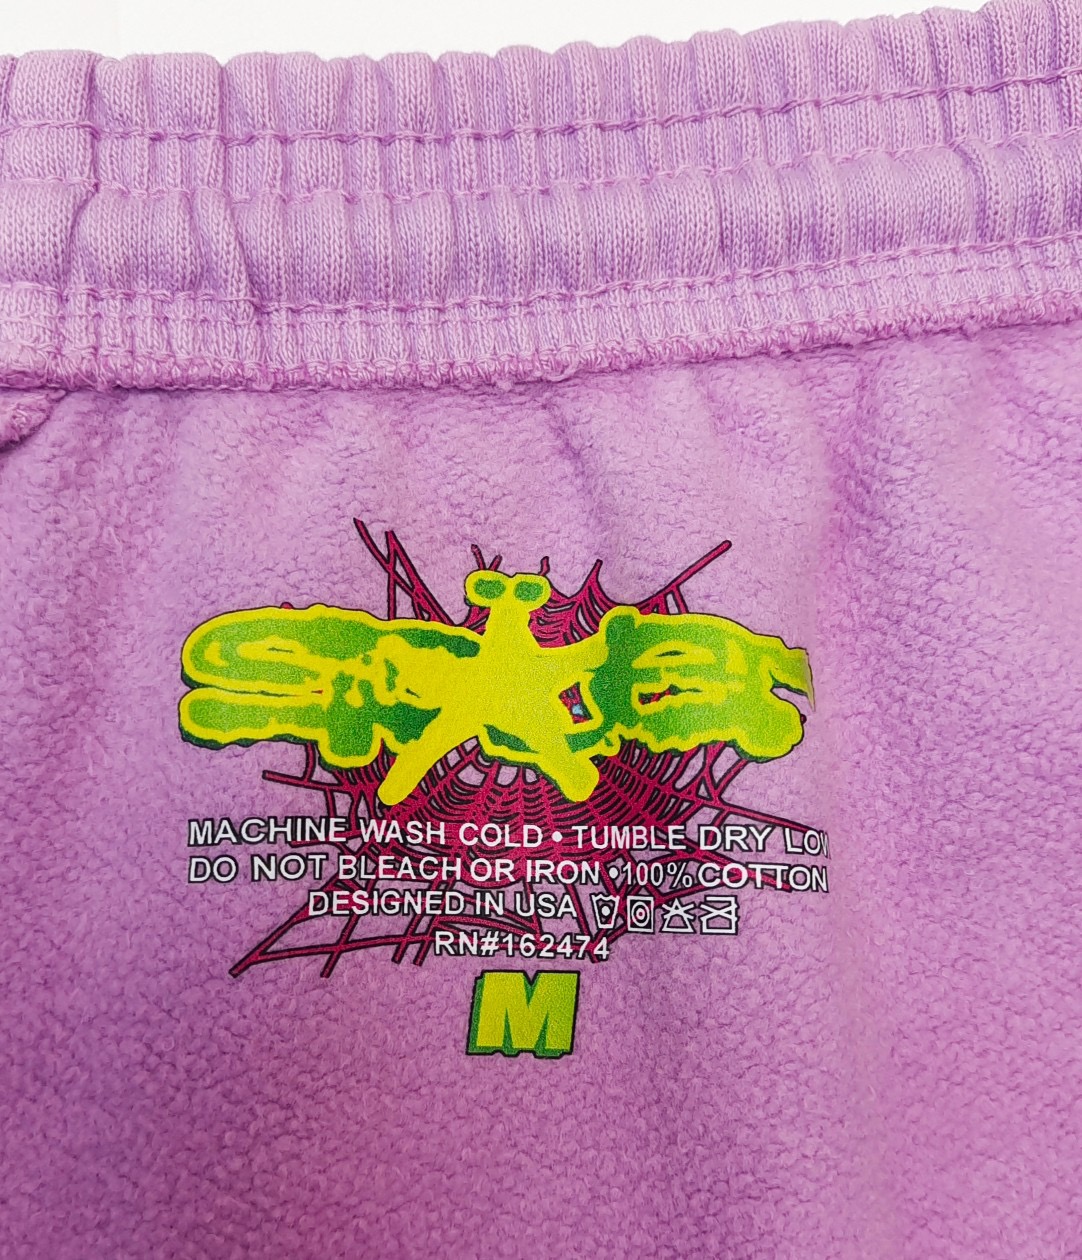 MACHINE WASH COLD • TUMBLE DRY LOW
DO NOT BLEACH OR IRON •100% COTTON
DESIGNED IN USA
RN#162474
M